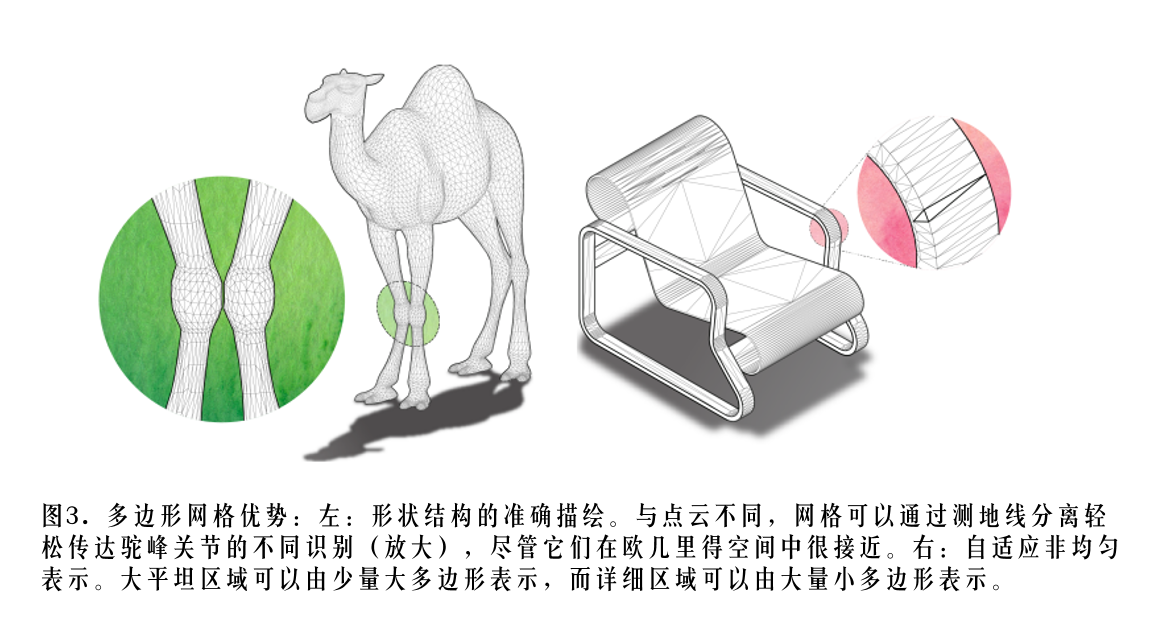 图3. 多边形网格优势：左：形状结构的准确描绘。与点云不同，网格可以通过测地线分离轻
松传达驼峰关节的不同识别（放大），尽管它们在欧几里得空间中很接近。右：自适应非均匀
表示。大平坦区域可以由少量大多边形表示，而详细区域可以由大量小多边形表示。